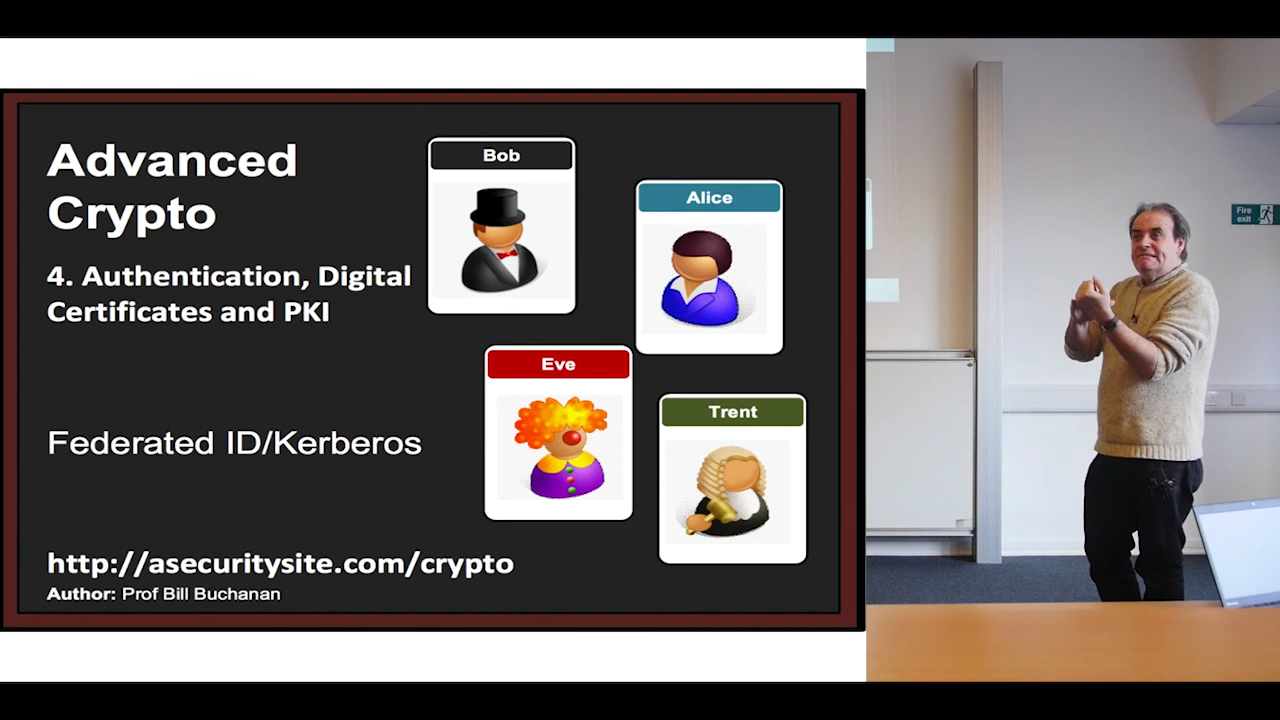 Advanced
Crypto
4. Authentication, Digital
Certificates and PKI
Federated ID/Kerberos
http://asecuritysite.com/crypto
Author: Prof Bill Buchanan
Bob
Alice
Eve
Trent
Fire
exit